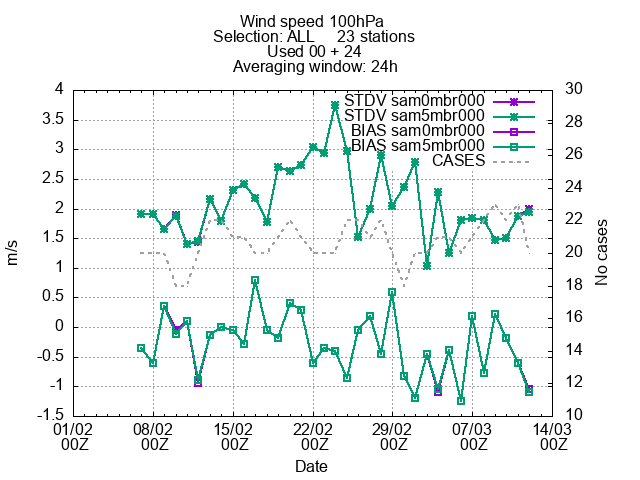 Wind speed 100hPa
Selection: ALL 23 stations
Used 00 + 24
Averaging window: 24h
4
3.5
3
2.5
2
1.5
1
0.5
0
-0.5
-1
-1.5
m/s
STDV sam0mbr000
STDV sam5mbr000
BIAS sam0mbr000
BIAS sam5mbr000
CASES
30
28
26
24
22
20
18
16
14
12
10
No cases
01/02 08/02 15/02 22/02 29/02 07/03 14/03
00Z 00Z 00Z 00Z 00Z 00Z 00Z
Date